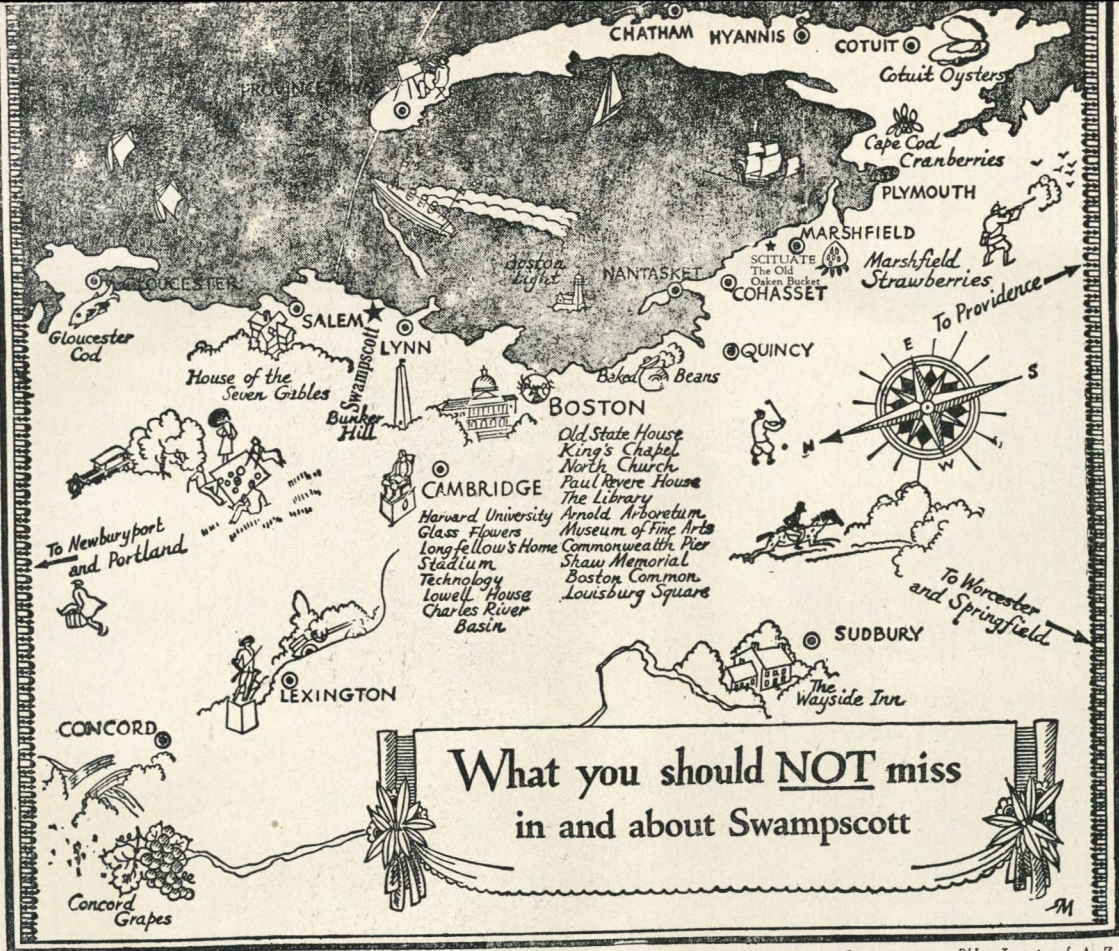 CHATHAM
HYANNIS
COTUIT
Cotuit Oysters
PROVINCETOWN
Cape Cod
Cranberries
PLYMOUTH
MARSHFIELD
Marshfield
Strawberries
SCITUATE
The Old
Oaken Bucket
NANTASKET
COHASSET
Boston
Light
To Providence
GLOUCESTER
Gloucester
Cod
SALEM
Swampscott
LYNN
House of the
Seven Gables
Bunker
Hill
Baked Beans
QUINCY
E
S
N
W
BOSTON
Old State House
King's Chapel
North Church
Paul Revere House
The Library
Arnold Arboretum
Museum of Fine Arts
Commonwealth Pier
Shaw Memorial
Boston Common
Louisburg Square
CAMBRIDGE
Harvard University
Glass Flowers
Longfellow's Home
Stadium
Technology
Lowell House
Charles River
Basin
To Newburyport
and Portland
To Worcester
and Springfield
SUDBURY
The
Wayside Inn
LEXINGTON
CONCORD
Concord
Grapes
What you should NOT miss
in and about Swampscott